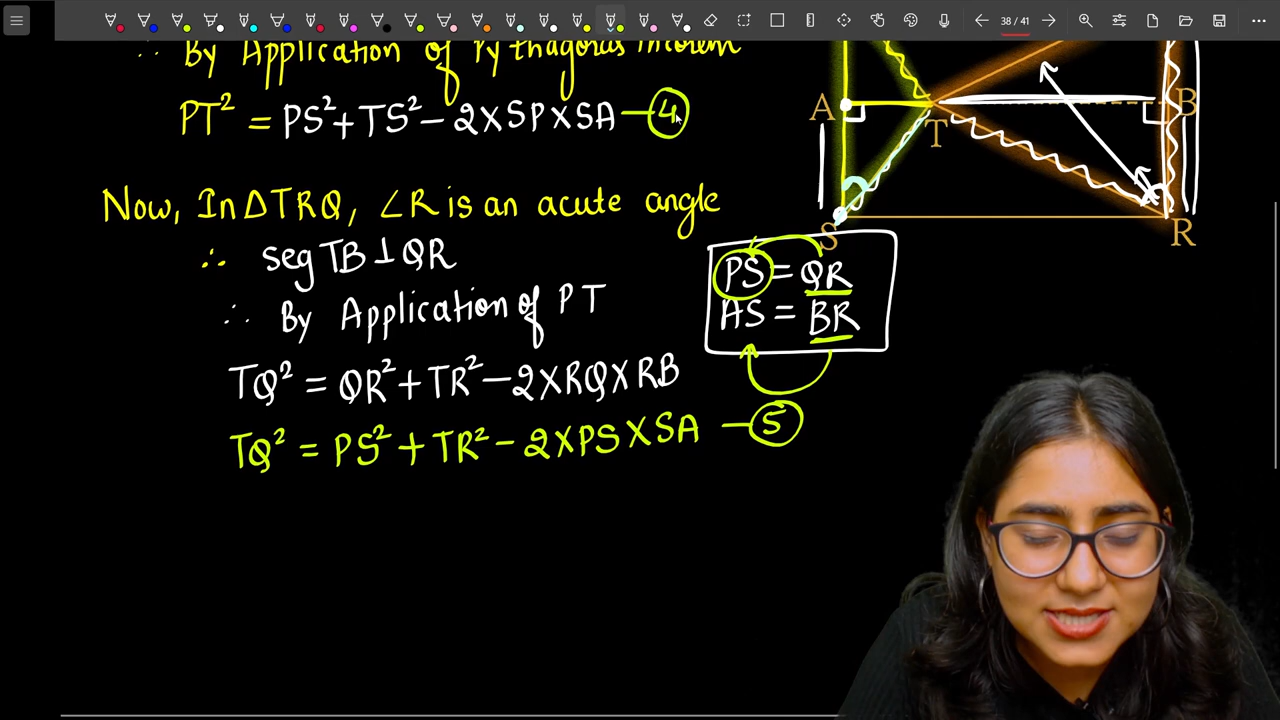 38 / 41
∴ By Application of Pythagorus Theorem
PT² = PS² + TS² − 2×SP×SA — ④
Now, In ΔTRQ, ∠R is an acute angle
∴ seg TB ⊥ QR
∴ By Application of PT
TQ² = QR² + TR² − 2×RQ×RB
TQ² = PS² + TR² − 2×PS×SA — ⑤
A
T
B
S
R
PS = QR
AS = BR